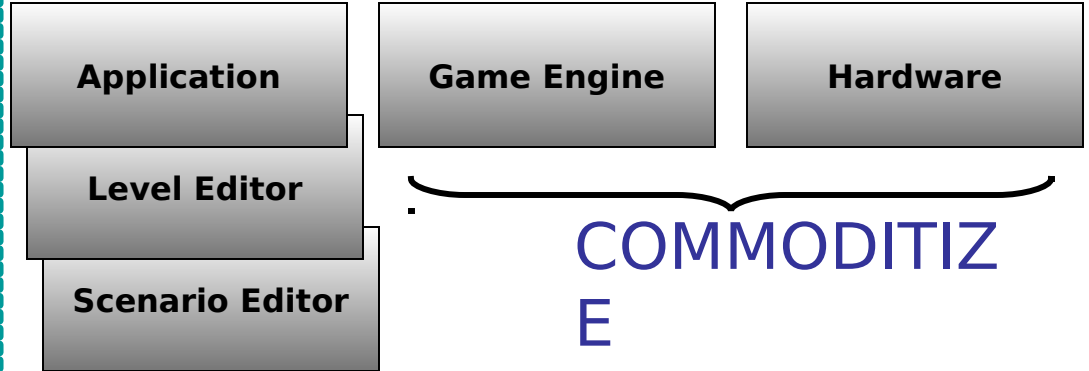 Application
Game Engine
Hardware
Level Editor
Scenario Editor
COMMODITIZ
E